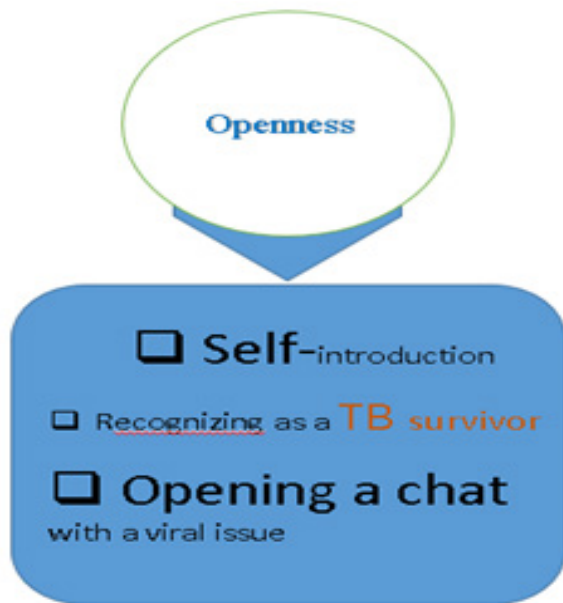 Openness
❑ Self-introduction
❑ Recognizing as a TB survivor
❑ Opening a chat
with a viral issue